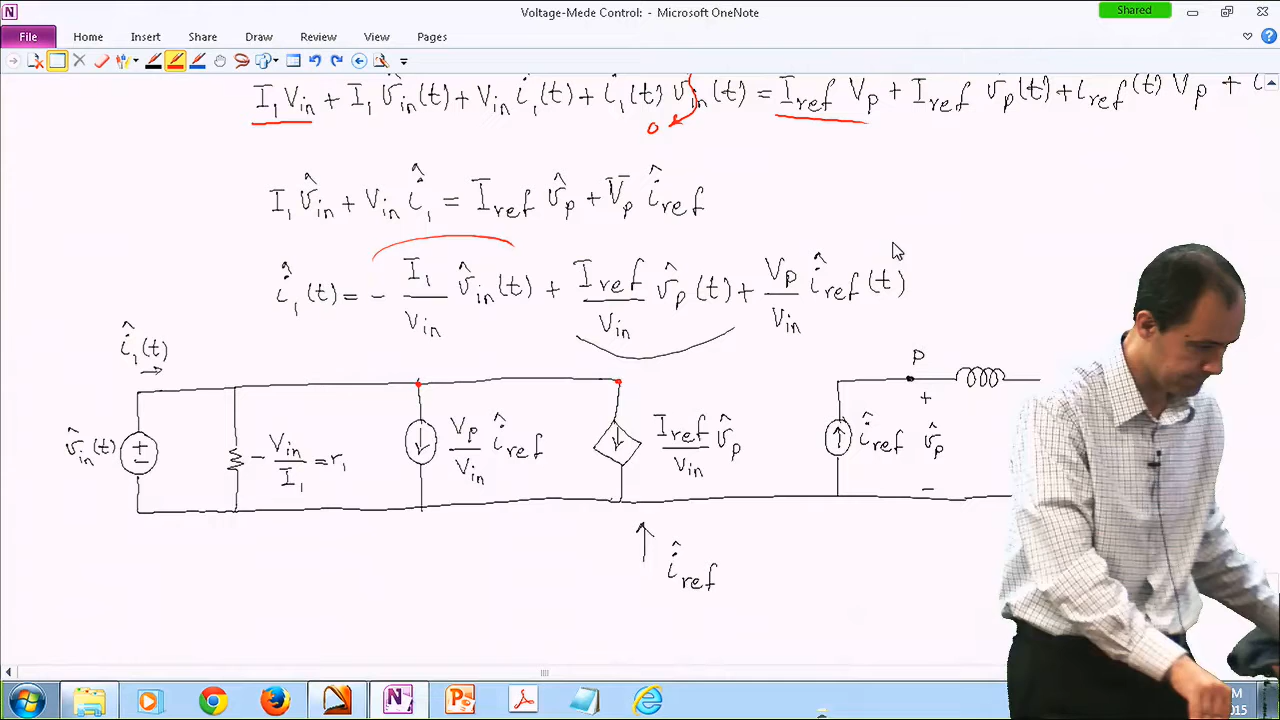 Voltage-Mede Control: - Microsoft OneNote
Shared
File Home Insert Share Draw Review View Pages
I₁ Vin + I₁ v̂in(t) + Vin î₁(t) + î₁(t) v̂in(t) = Iref Vp + Iref v̂p(t) + îref(t) Vp + î
0
I₁ v̂in + Vin î₁ = Iref v̂p + Vp îref
î₁(t) = - I₁/Vin v̂in(t) + Iref/Vin v̂p(t) + Vp/Vin îref(t)
î₁(t)
P
v̂in(t) + - - Vin/I₁ = r₁ Vp/Vin îref Iref/Vin v̂p îref + v̂p -
îref
M
2015